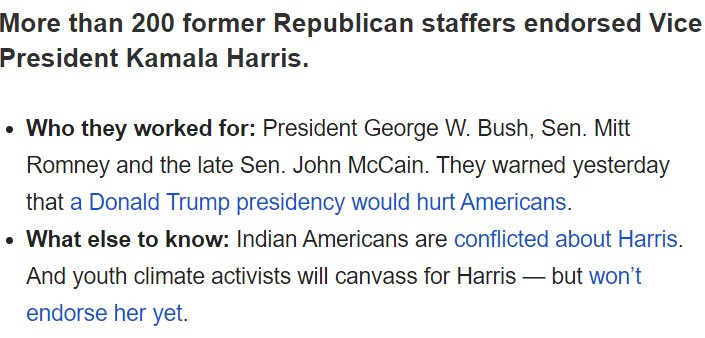 More than 200 former Republican staffers endorsed Vice
President Kamala Harris.
• Who they worked for: President George W. Bush, Sen. Mitt
Romney and the late Sen. John McCain. They warned yesterday
that a Donald Trump presidency would hurt Americans.
• What else to know: Indian Americans are conflicted about Harris.
And youth climate activists will canvass for Harris — but won’t
endorse her yet.